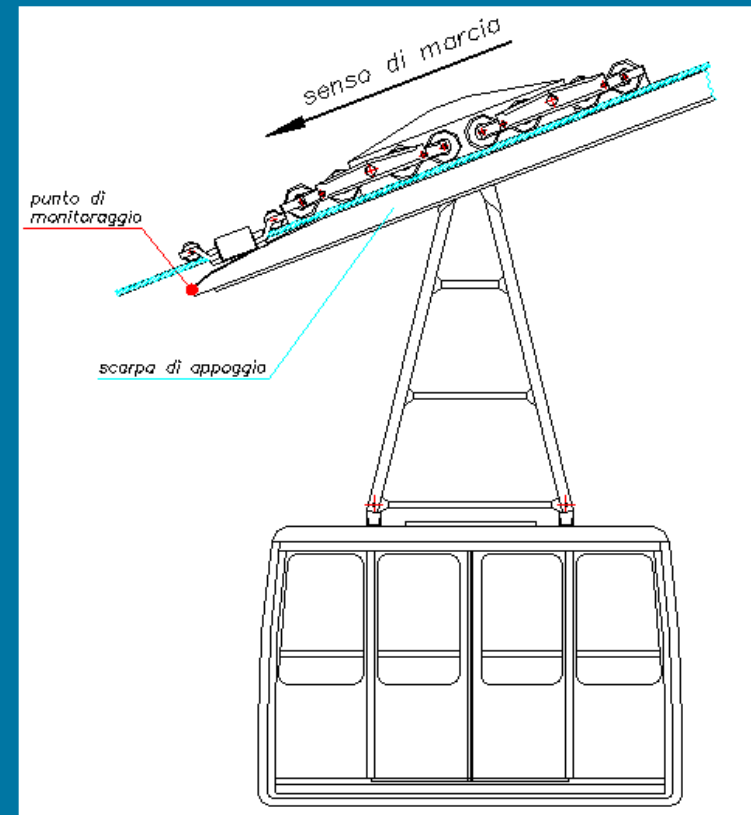 senso di marcia
punto di
monitoraggio
scarpa di appoggio